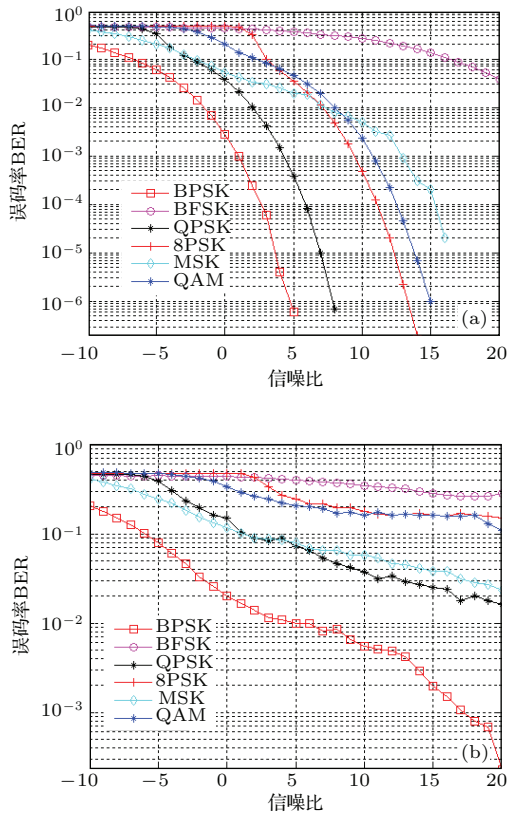 10⁰
10⁻¹
10⁻²
10⁻³
10⁻⁴
10⁻⁵
10⁻⁶
误码率BER
BPSK
BFSK
QPSK
8PSK
MSK
QAM
(a)
−10 −5 0 5 10 15 20
信噪比
10⁰
10⁻¹
10⁻²
10⁻³
误码率BER
BPSK
BFSK
QPSK
8PSK
MSK
QAM
(b)
−10 −5 0 5 10 15 20
信噪比